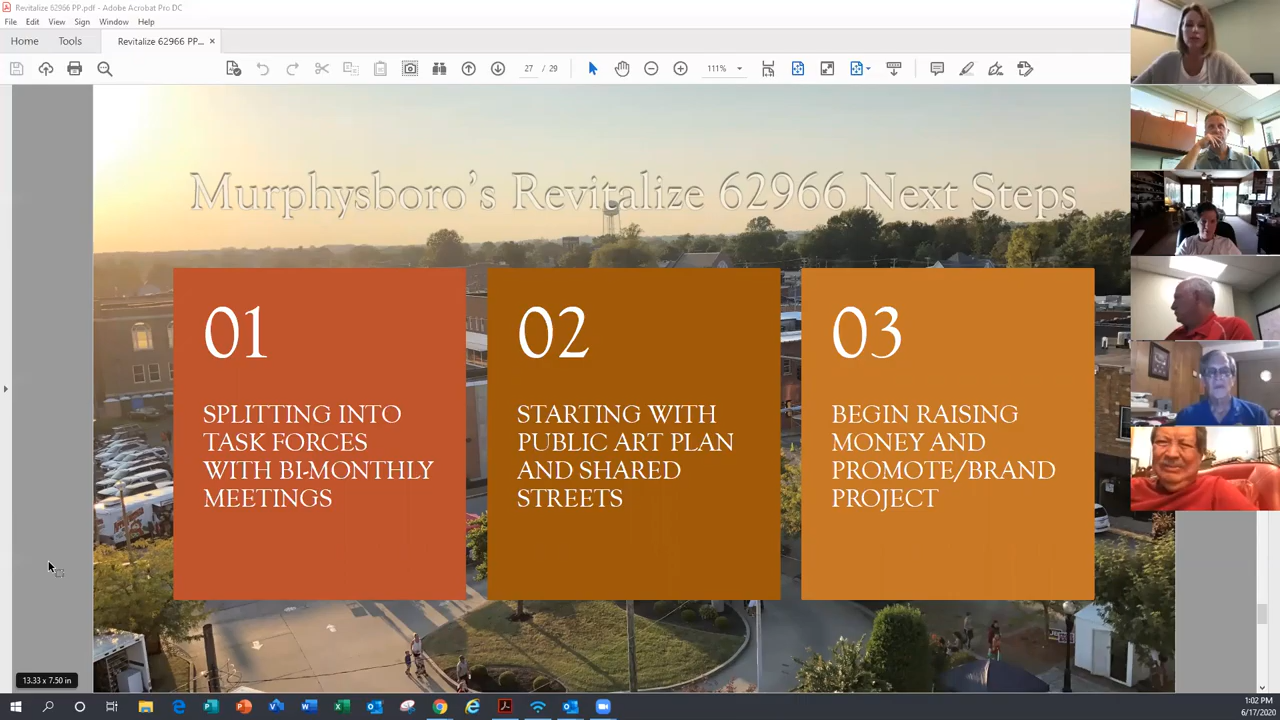 Revitalize 62966 PP.pdf - Adobe Acrobat Pro DC
File Edit View Sign Window Help
Home Tools Revitalize 62966 PP... ×
27 / 29 111%
Murphysboro's Revitalize 62966 Next Steps
01
SPLITTING INTO
TASK FORCES
WITH BI-MONTHLY
MEETINGS
02
STARTING WITH
PUBLIC ART PLAN
AND SHARED
STREETS
03
BEGIN RAISING
MONEY AND
PROMOTE/BRAND
PROJECT
13.33 x 7.50 in
1:02 PM
6/17/2020